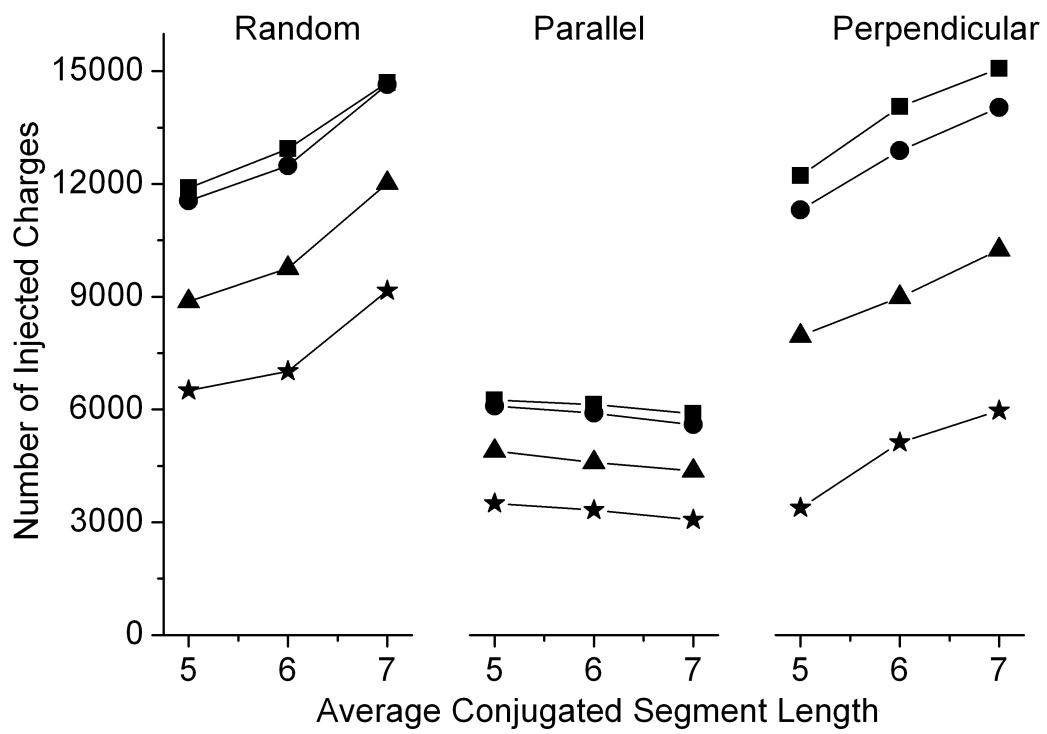 Random Parallel Perpendicular
15000
12000
9000
6000
3000
0
Number of Injected Charges
5 6 7 5 6 7 5 6 7
Average Conjugated Segment Length